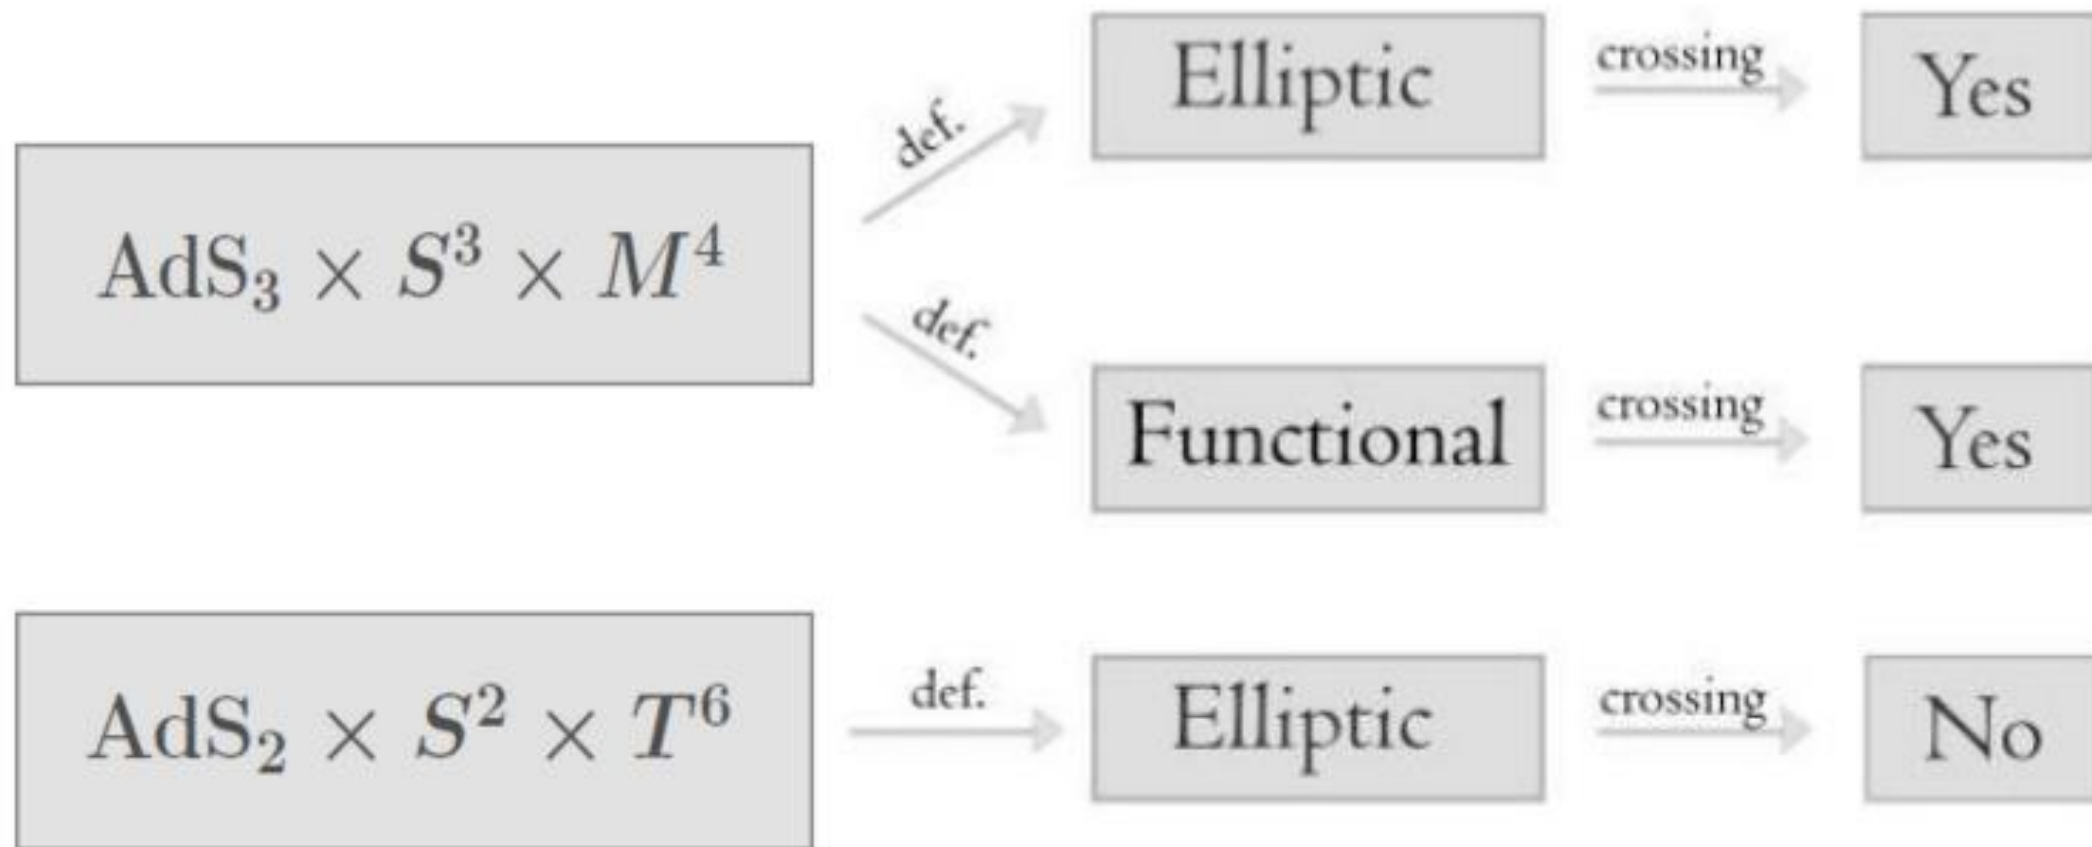 def. Elliptic crossing Yes
AdS₃ × S³ × M⁴
def. Functional crossing Yes
AdS₂ × S² × T⁶ def. Elliptic crossing No